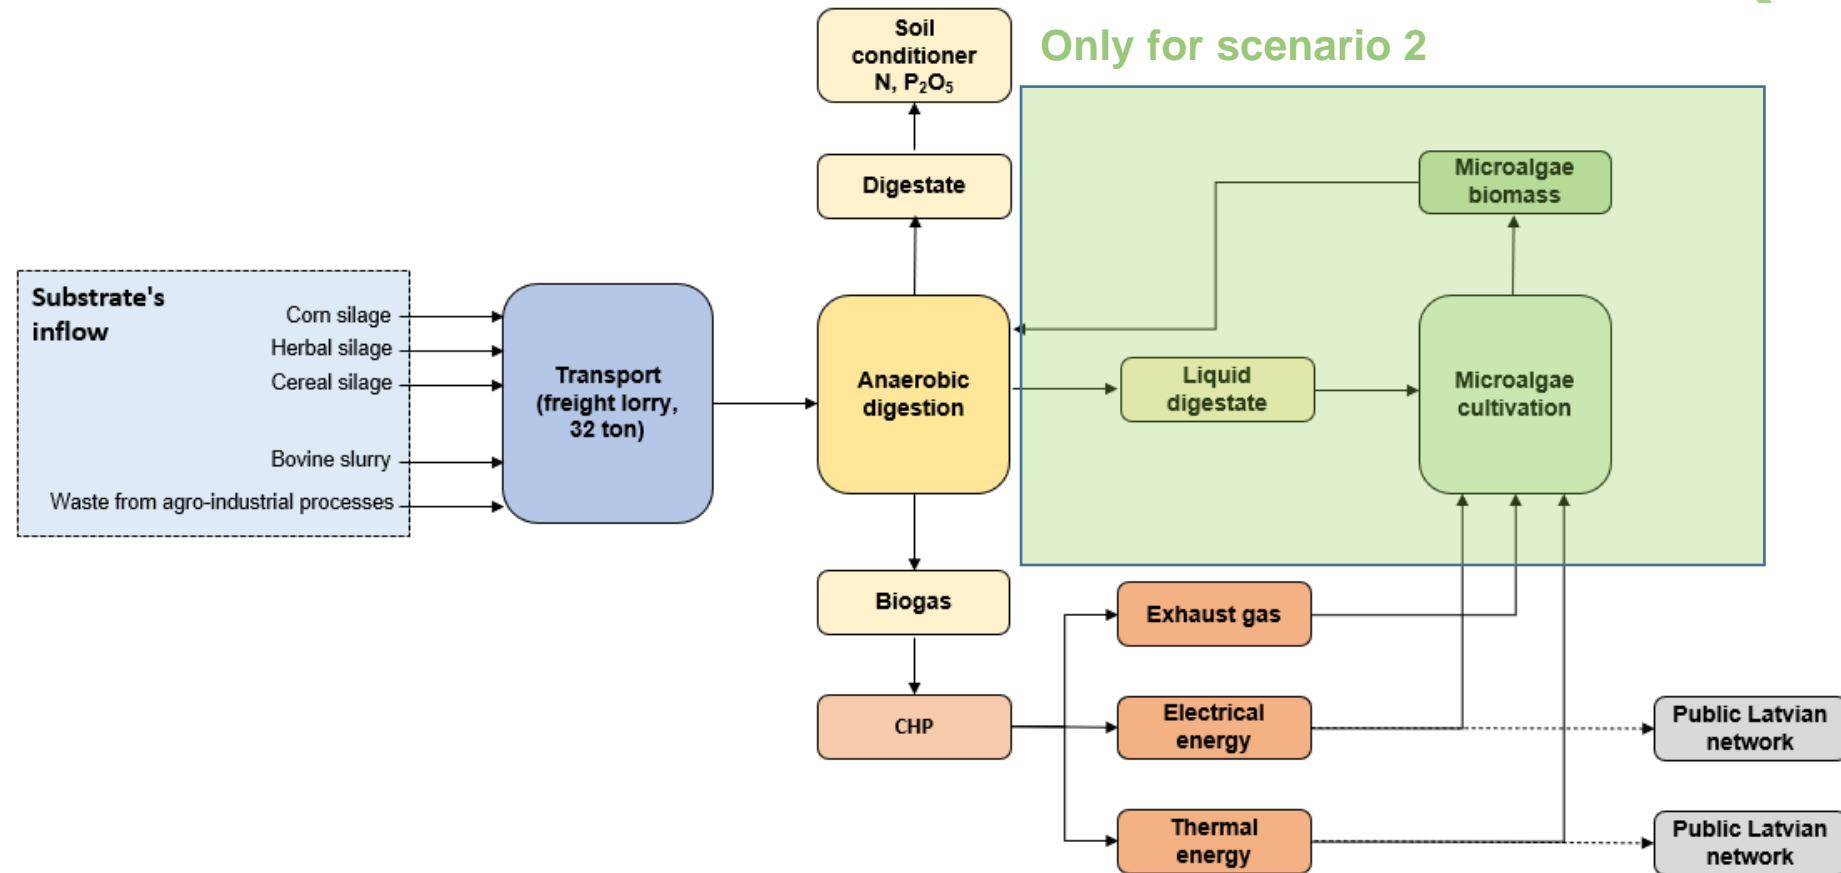 Soil
conditioner
N, P₂O₅
Only for scenario 2
Digestate
Microalgae
biomass
Substrate's
inflow
Corn silage
Herbal silage
Cereal silage
Bovine slurry
Waste from agro-industrial processes
Transport
(freight lorry,
32 ton)
Anaerobic
digestion
Liquid
digestate
Microalgae
cultivation
Biogas
Exhaust gas
CHP
Electrical
energy
Public Latvian
network
Thermal
energy
Public Latvian
network